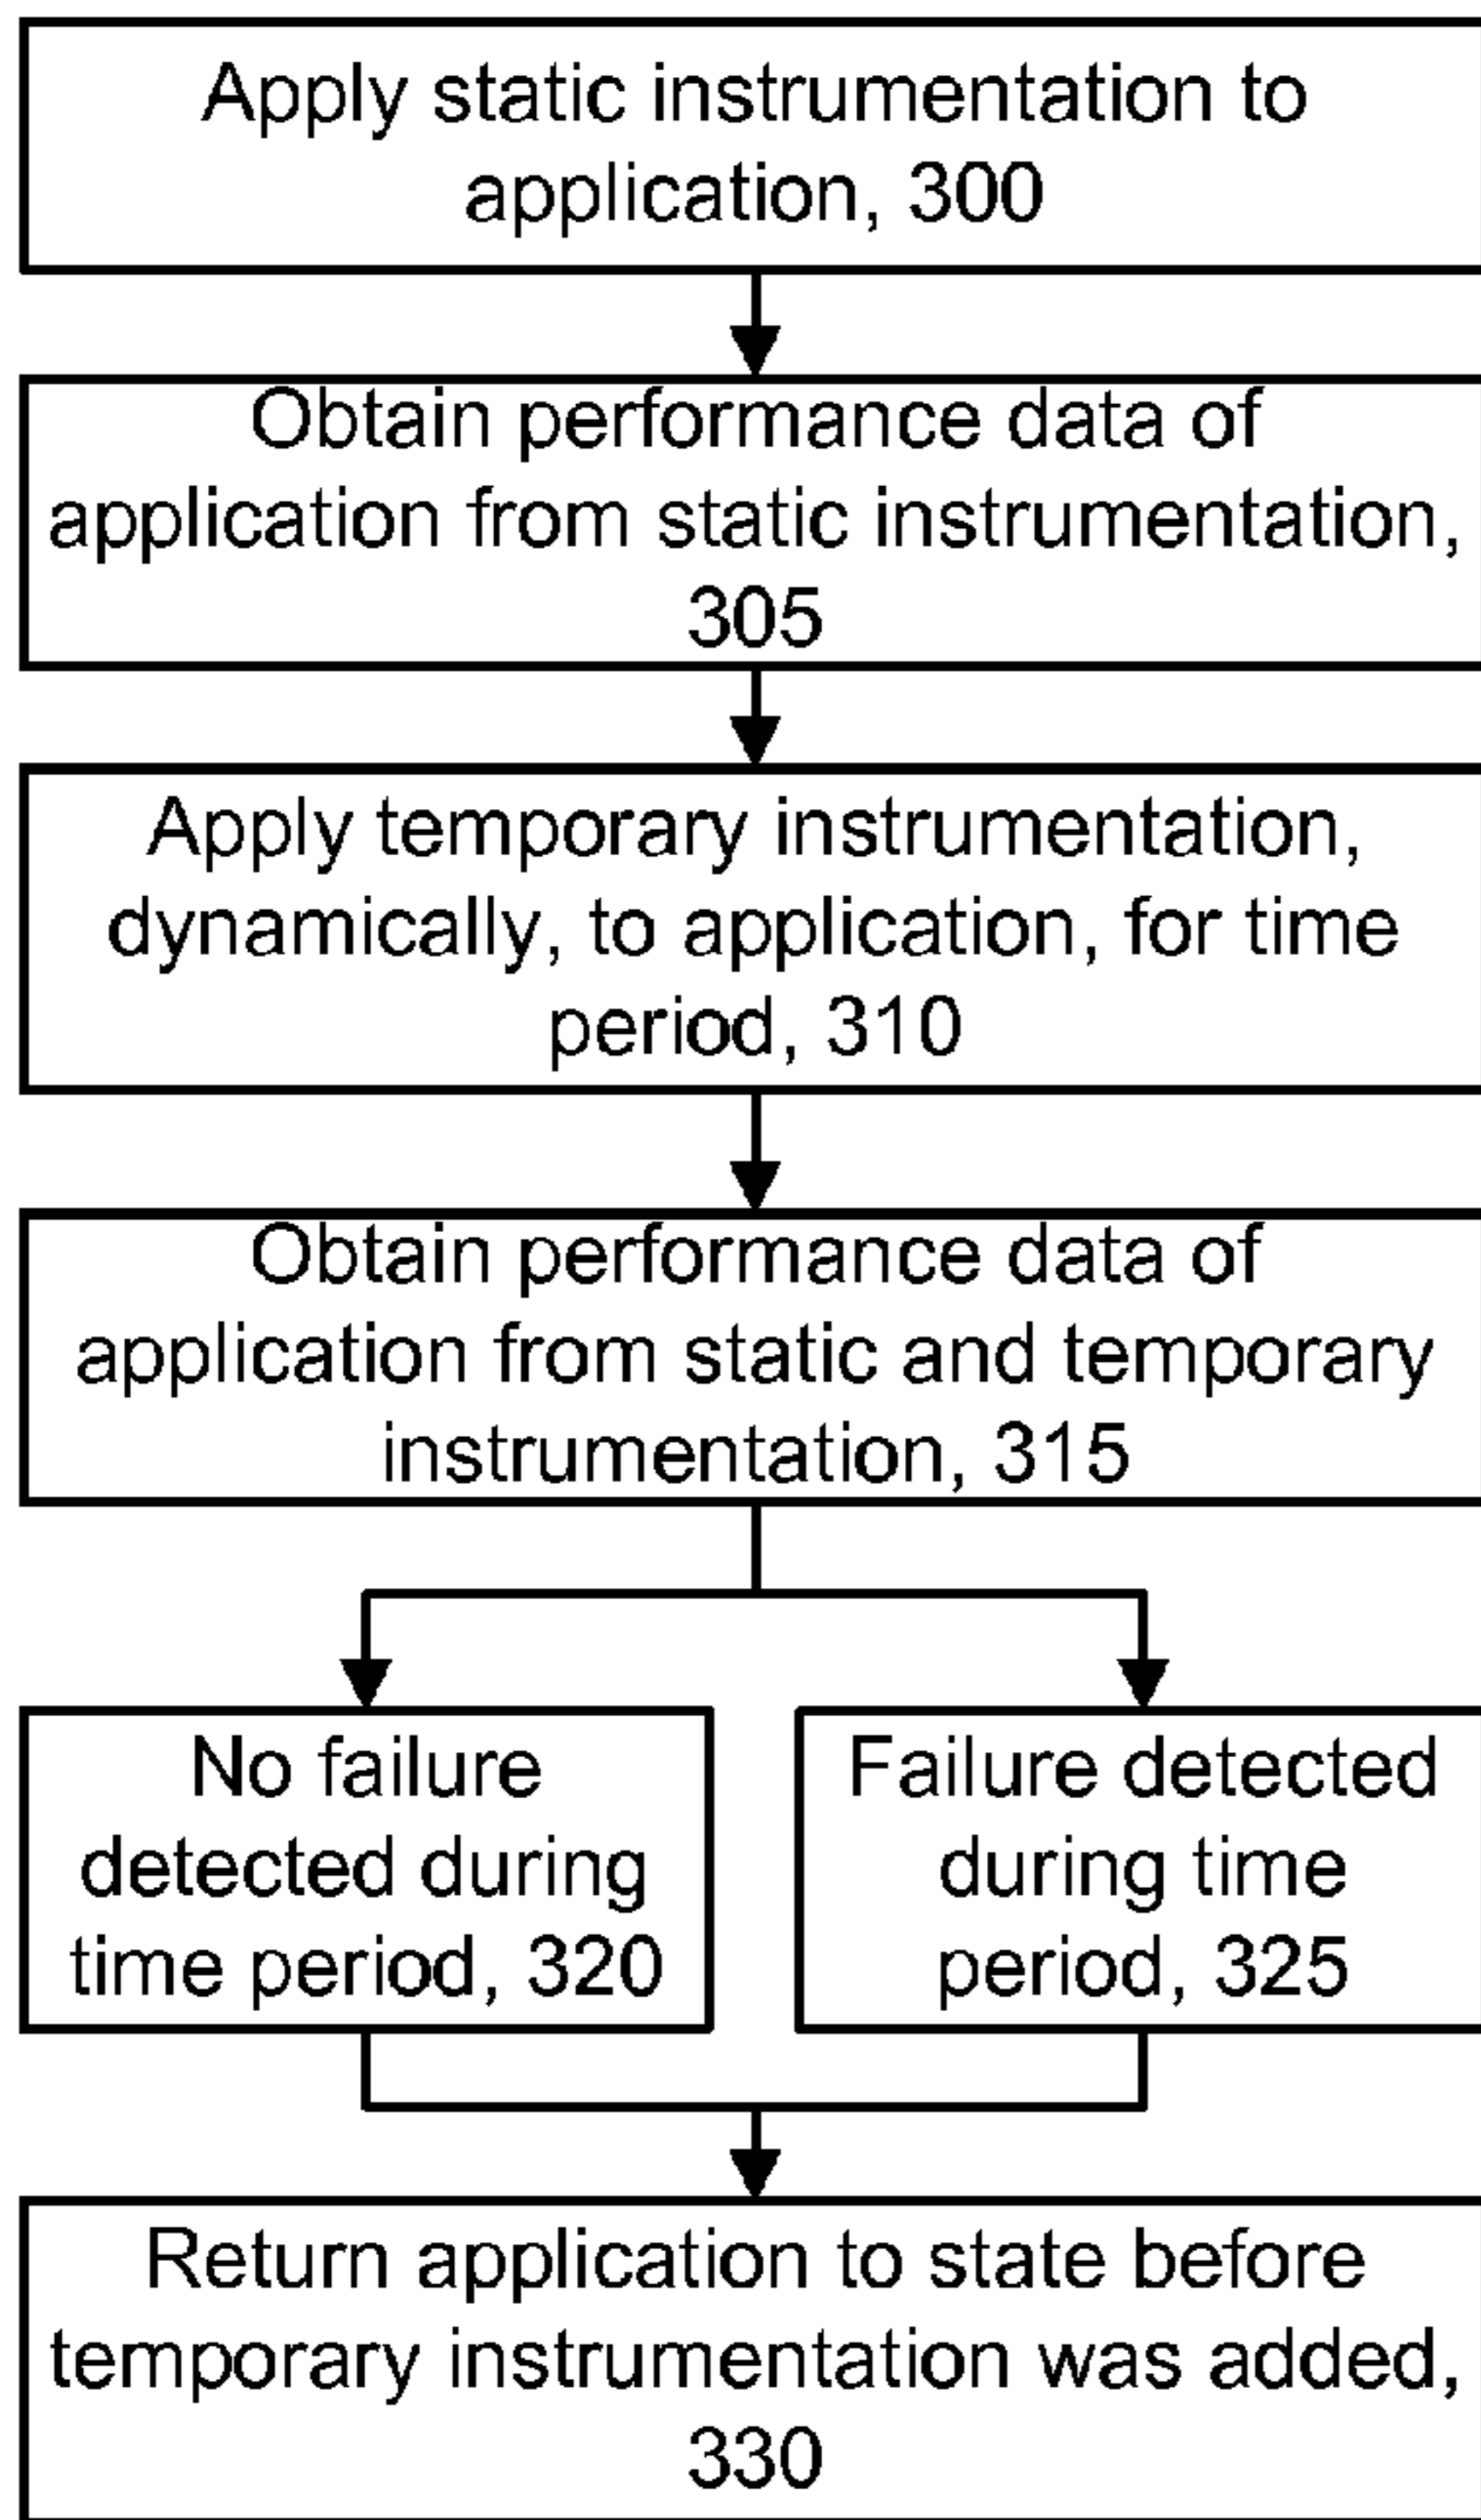 Apply static instrumentation to
application, 300
Obtain performance data of
application from static instrumentation,
305
Apply temporary instrumentation,
dynamically, to application, for time
period, 310
Obtain performance data of
application from static and temporary
instrumentation, 315
No failure
detected during
time period, 320
Failure detected
during time
period, 325
Return application to state before
temporary instrumentation was added,
330